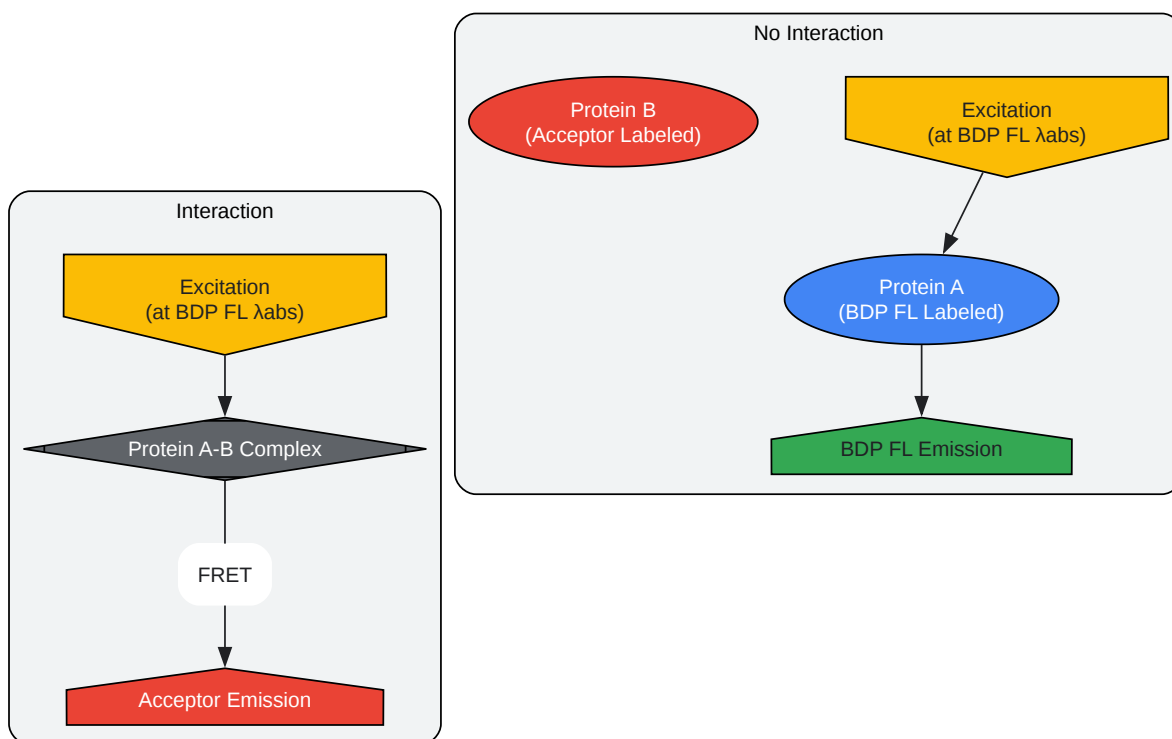 No Interaction
Protein B
(Acceptor Labeled)
Excitation
(at BDP FL λabs)
Protein A
(BDP FL Labeled)
BDP FL Emission
Interaction
Excitation
(at BDP FL λabs)
Protein A-B Complex
FRET
Acceptor Emission